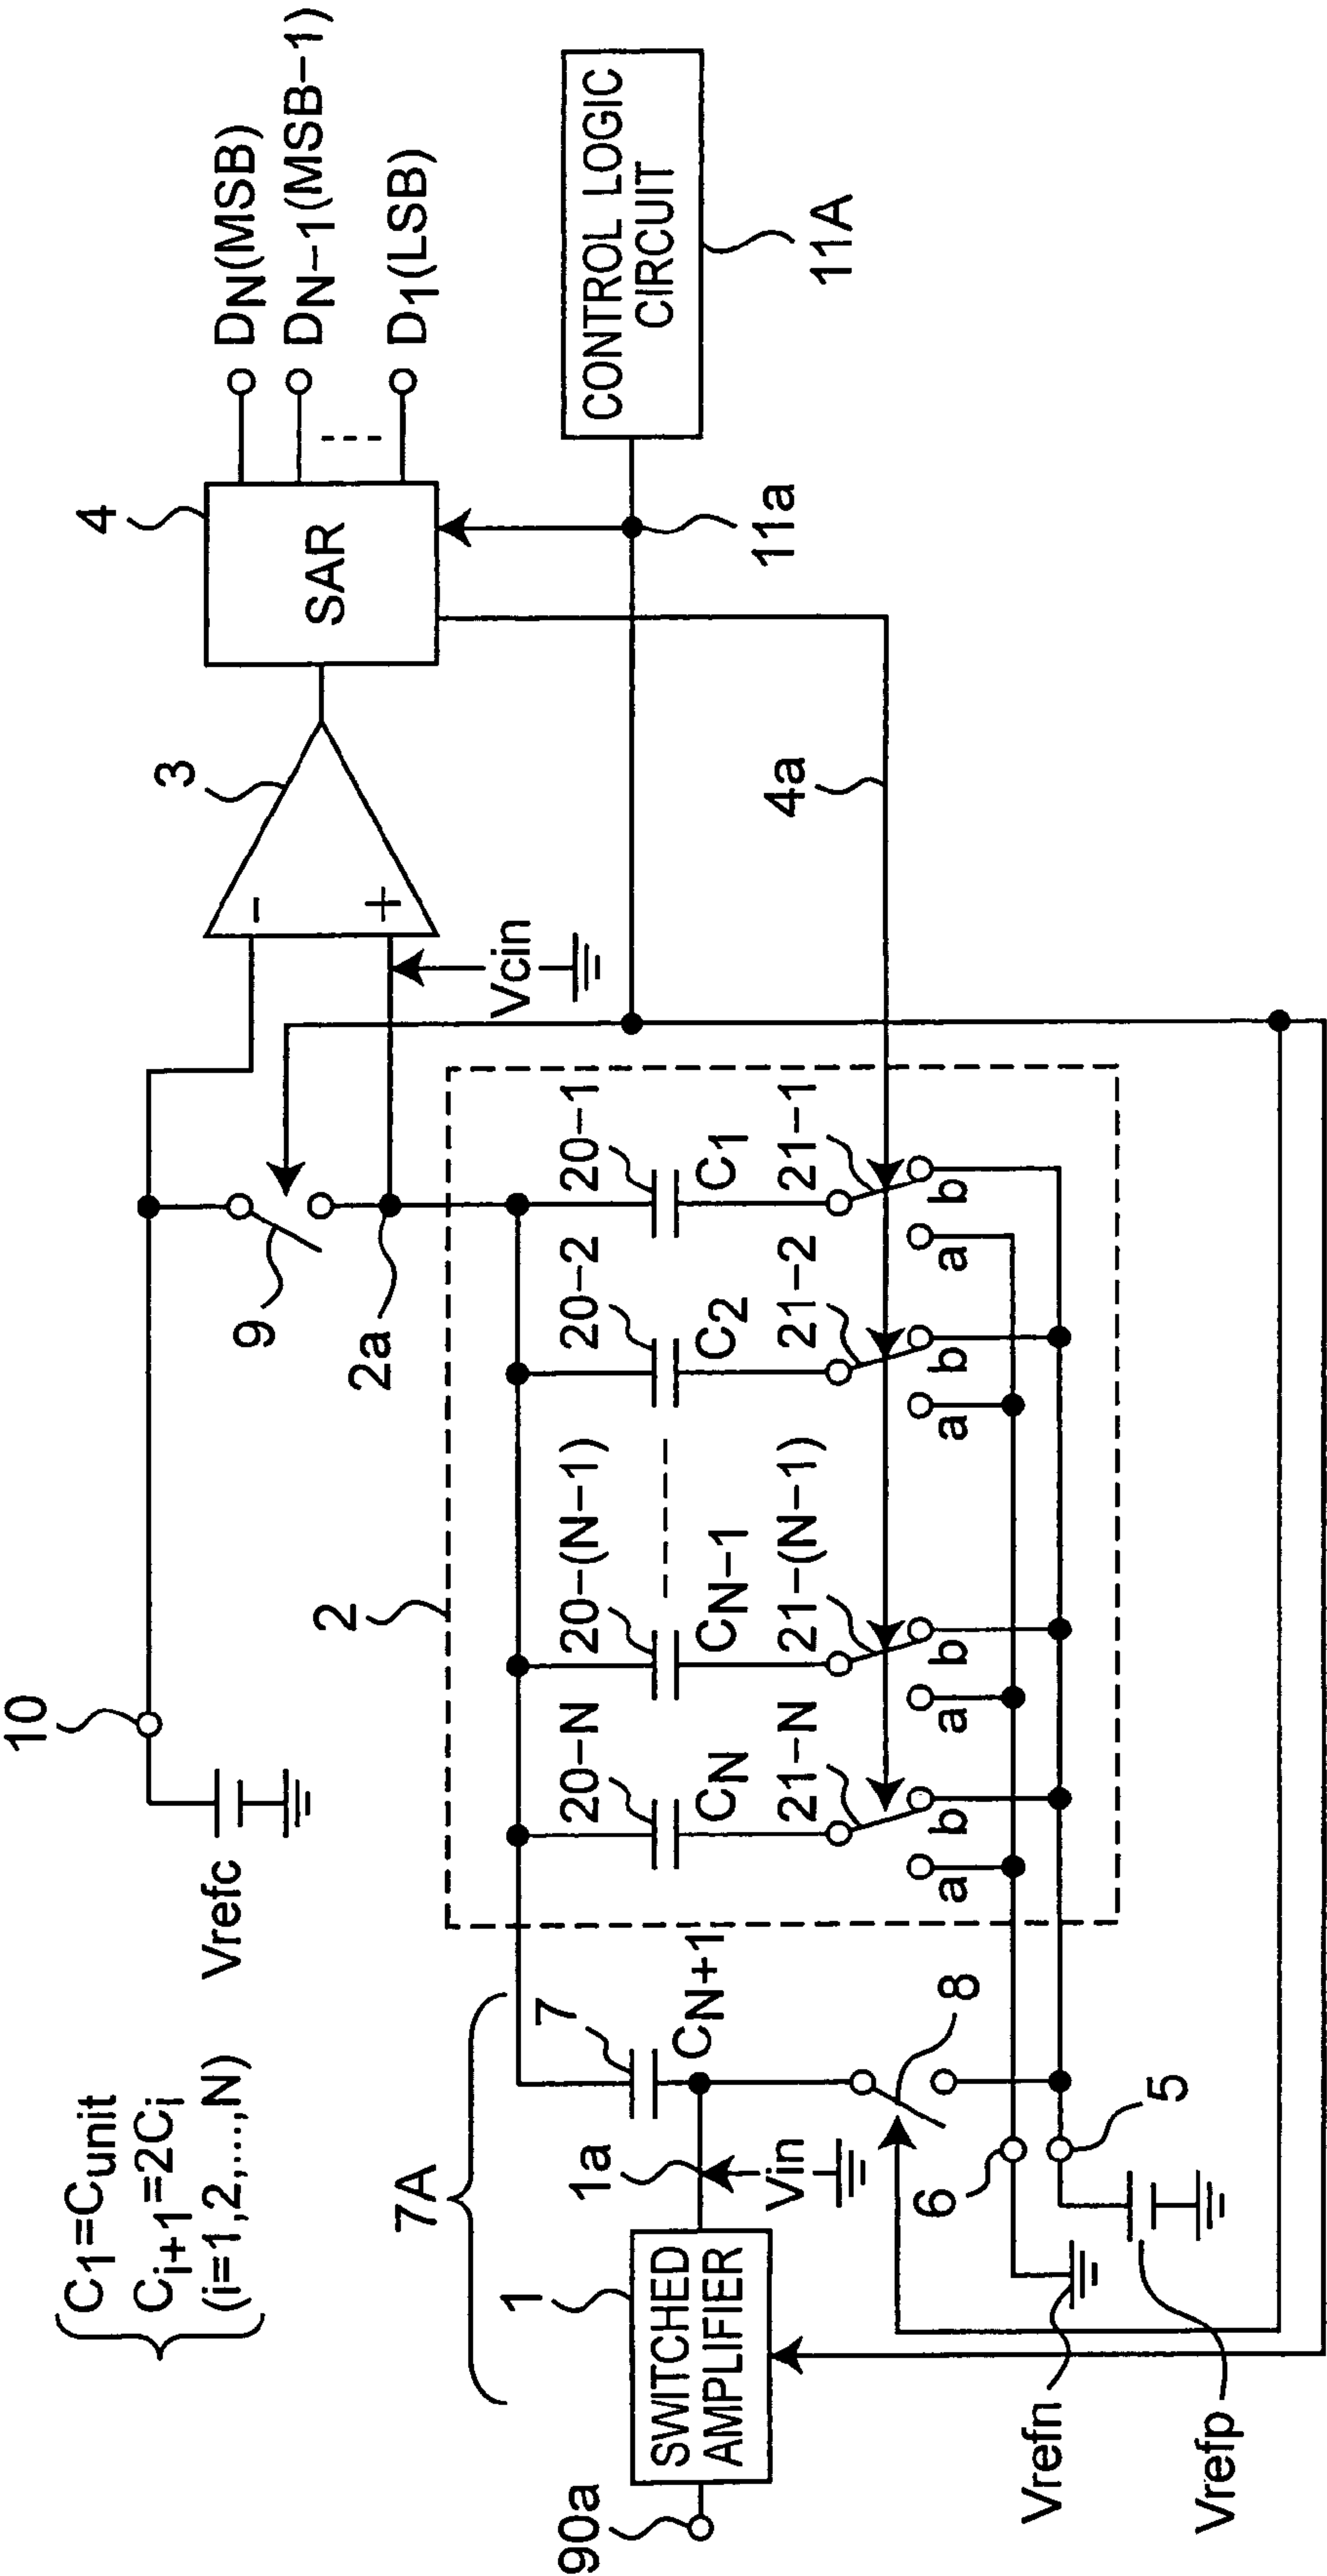 C1=Cunit
Ci+1=2Ci
(i=1,2,...,N)
10
Vrefc
9
2a
3
-
+
Vcin
4
SAR
DN(MSB)
DN-1(MSB-1)
D1(LSB)
CONTROL LOGIC
CIRCUIT
11A
11a
4a
2
7A
7
CN+1
20-N
20-(N-1)
20-2
20-1
CN
CN-1
C2
C1
21-N
21-(N-1)
21-2
21-1
a
b
a
b
a
b
a
b
1
SWITCHED
AMPLIFIER
1a
Vin
8
90a
6
5
Vrefn
Vrefp